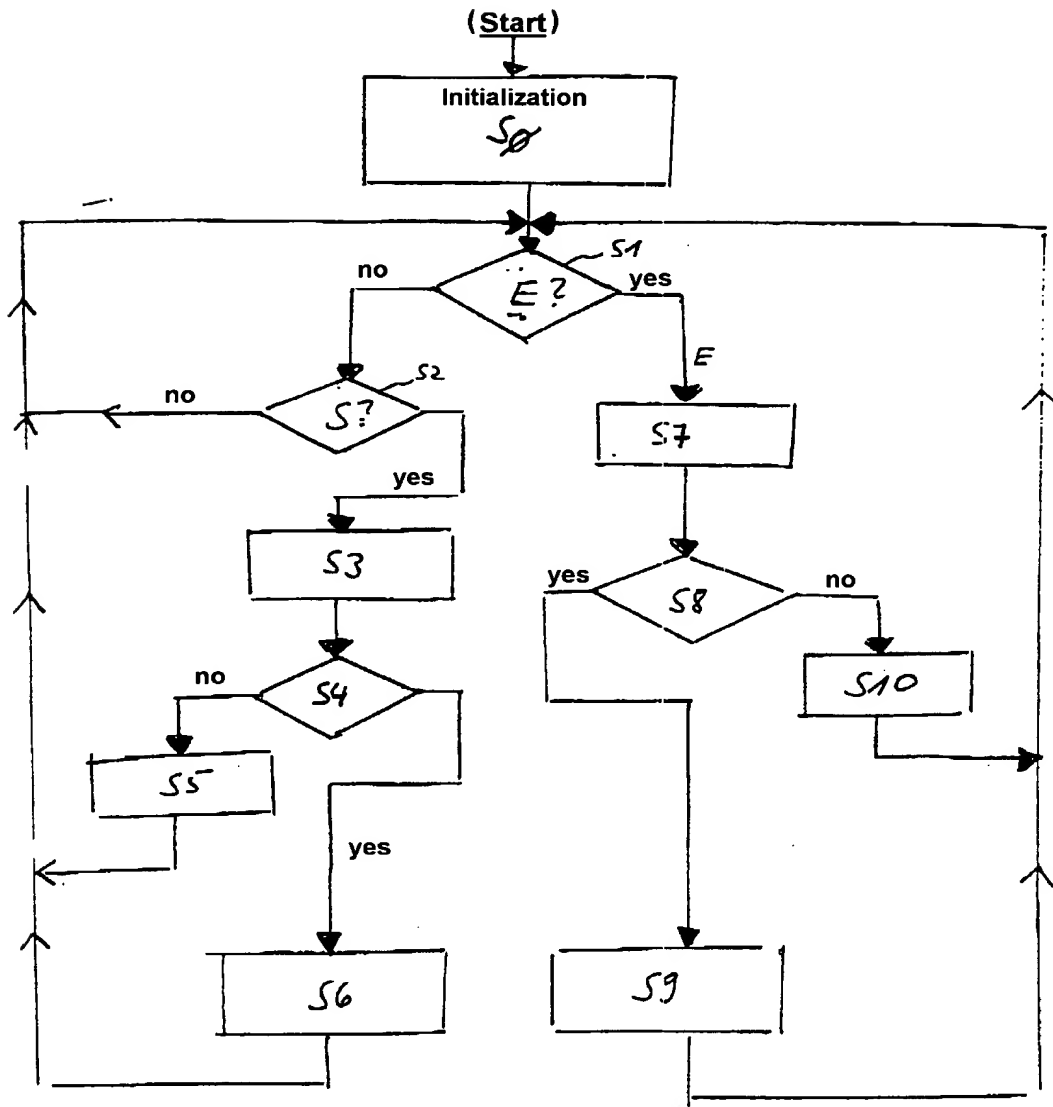 (Start)
Initialization
S0
S1
no
E?
yes
S2
E
no
S?
S7
yes
S3
yes
S8
no
no
S4
S10
S5
yes
S6
S9